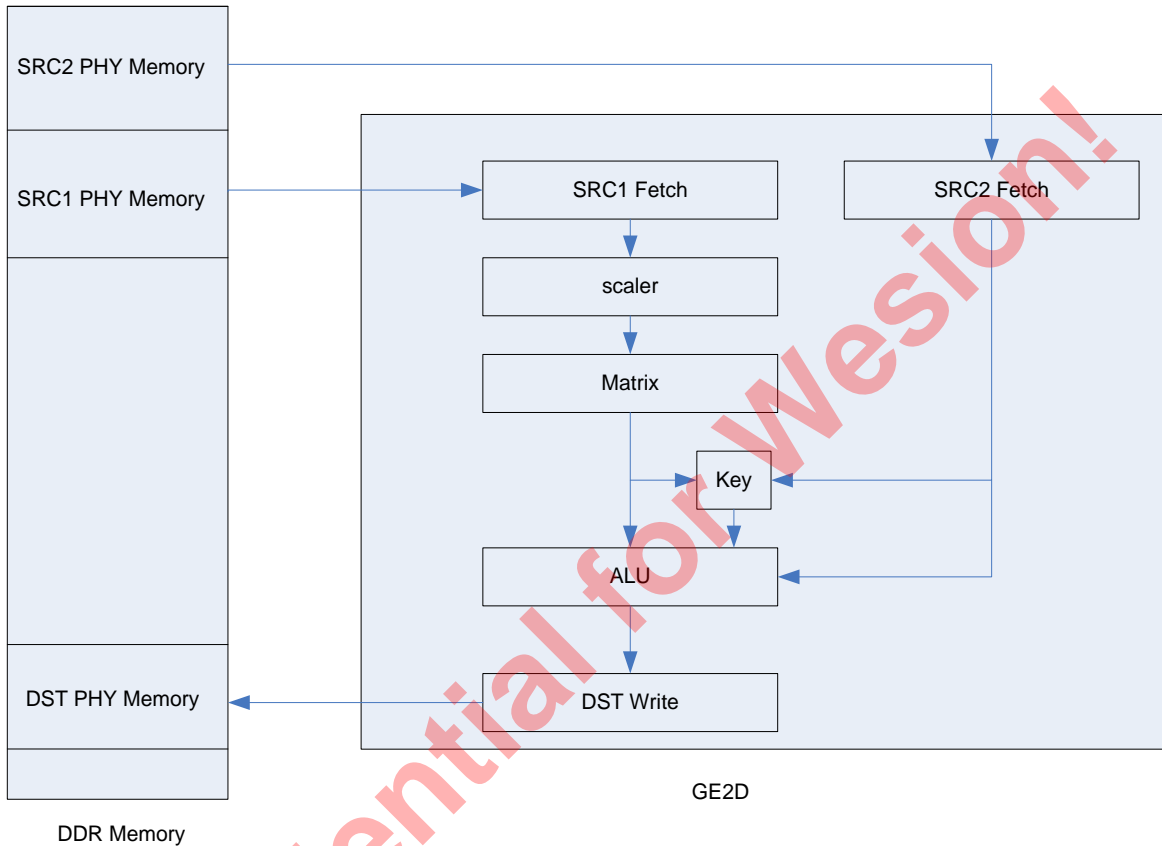 SRC2 PHY Memory
SRC1 PHY Memory
SRC1 Fetch
SRC2 Fetch
scaler
Matrix
Key
ALU
DST PHY Memory
DST Write
GE2D
DDR Memory
ential for Wesion!